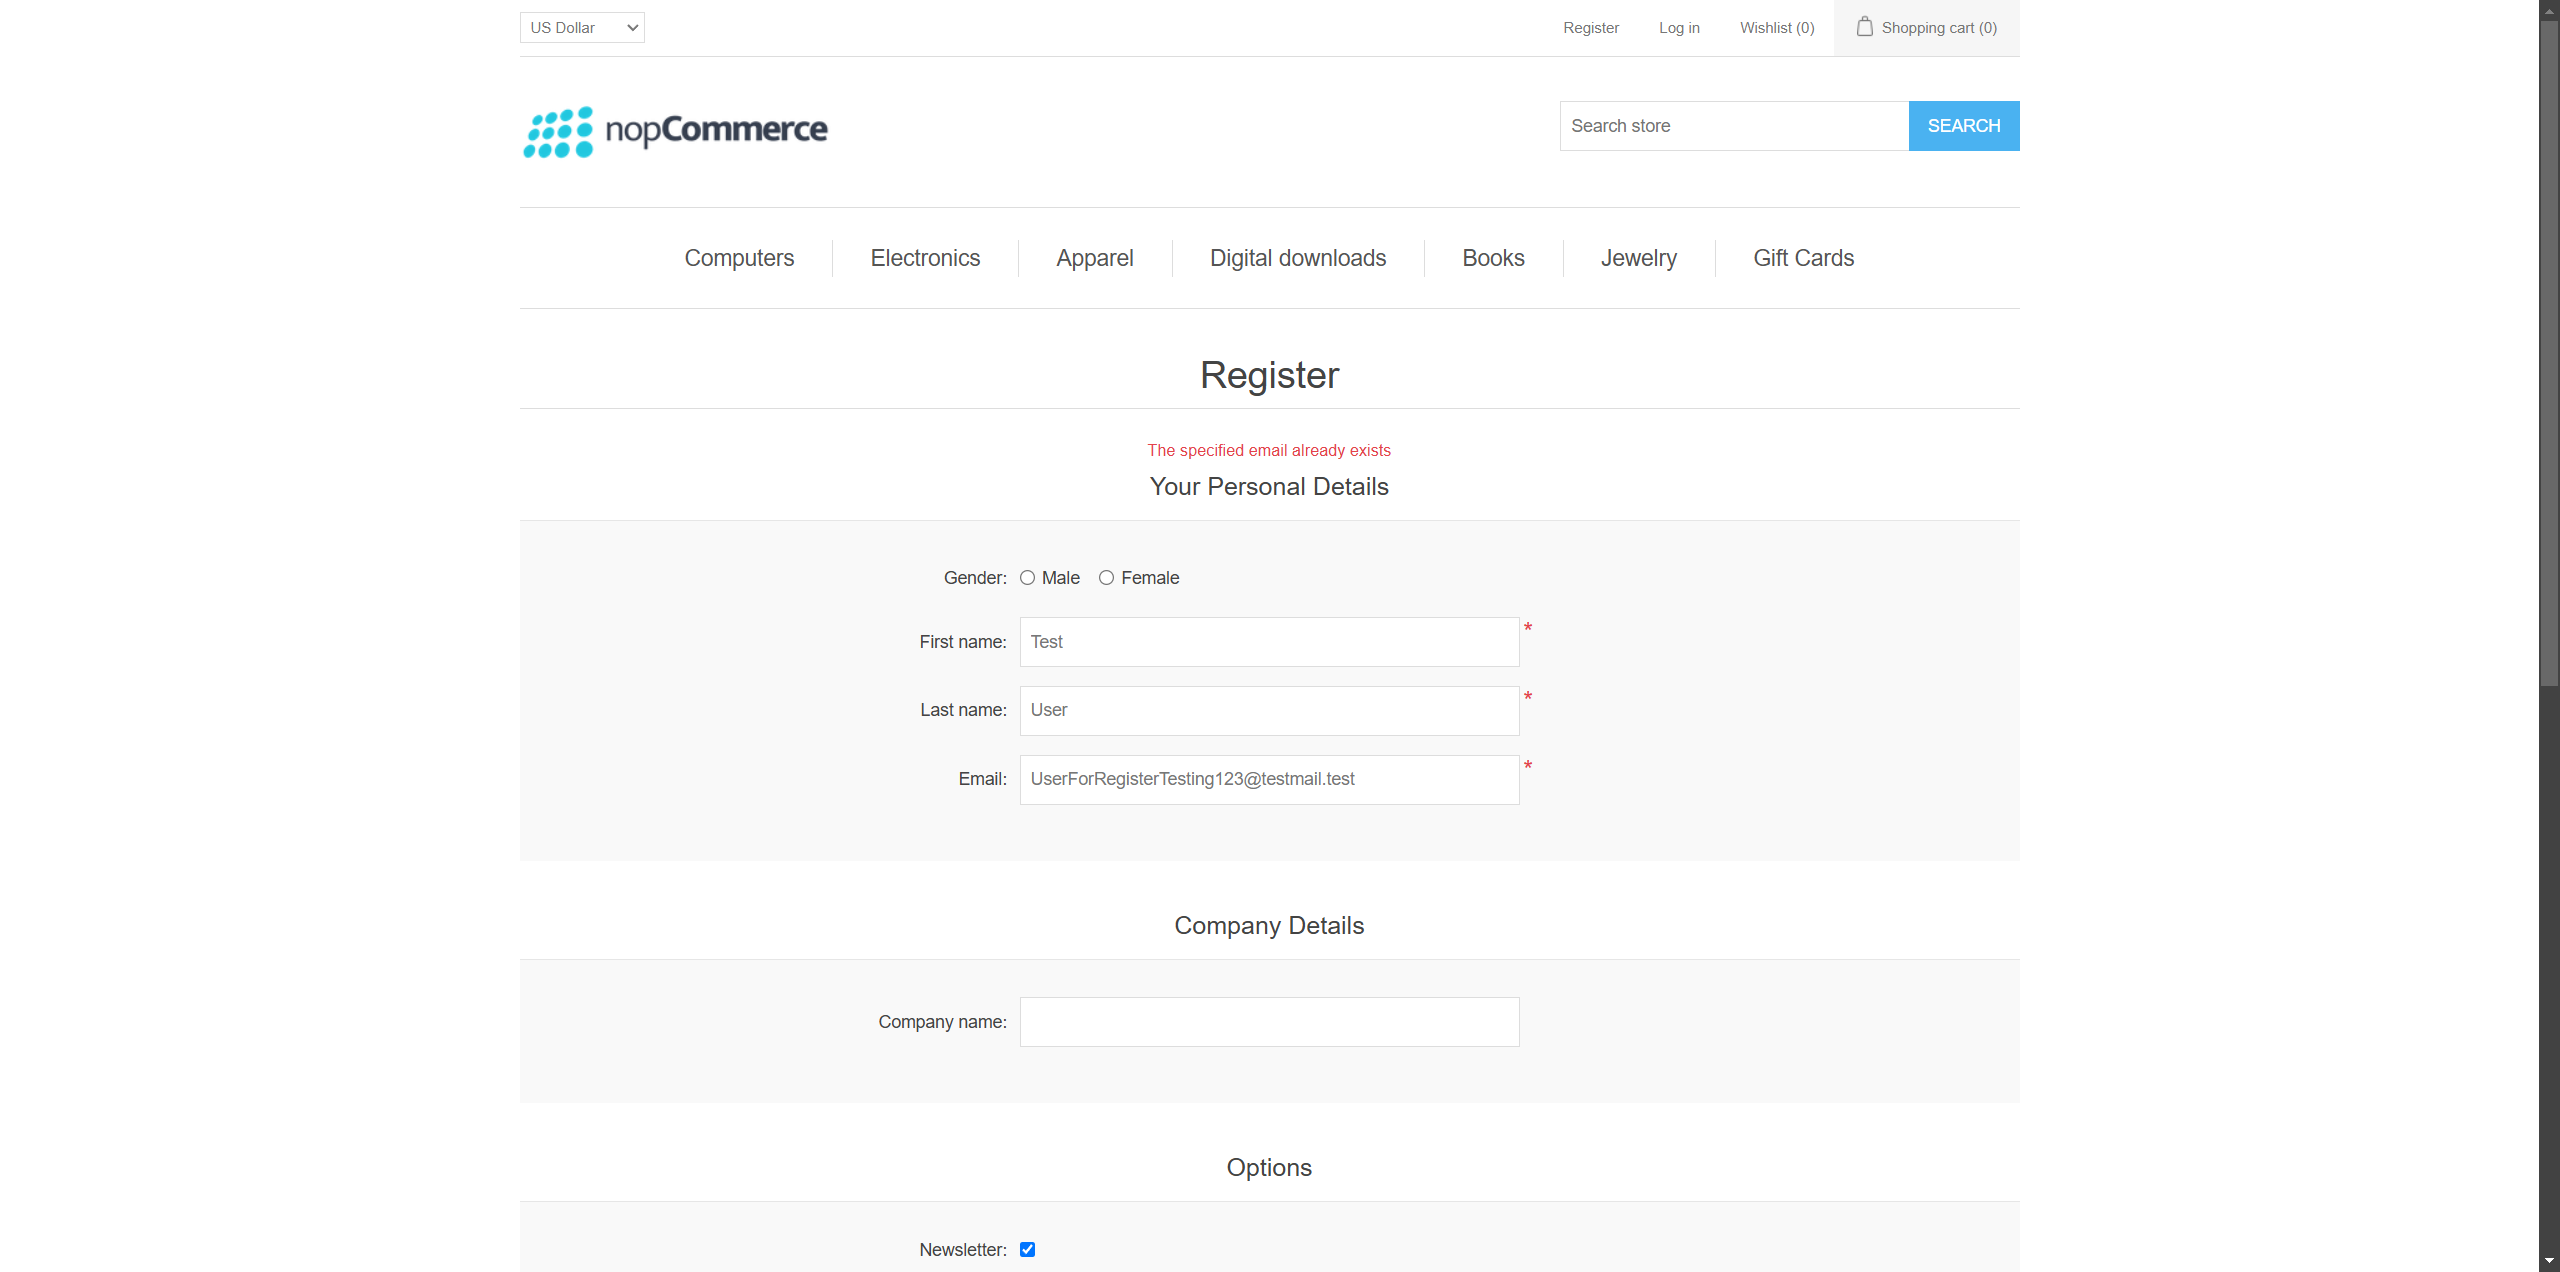 US Dollar Register Log in Wishlist (0) Shopping cart (0)
nopCommerce Search store SEARCH
Computers Electronics Apparel Digital downloads Books Jewelry Gift Cards
Register
The specified email already exists
Your Personal Details
Gender: Male Female
First name: Test *
Last name: User *
Email: UserForRegisterTesting123@testmail.test *
Company Details
Company name:
Options
Newsletter: